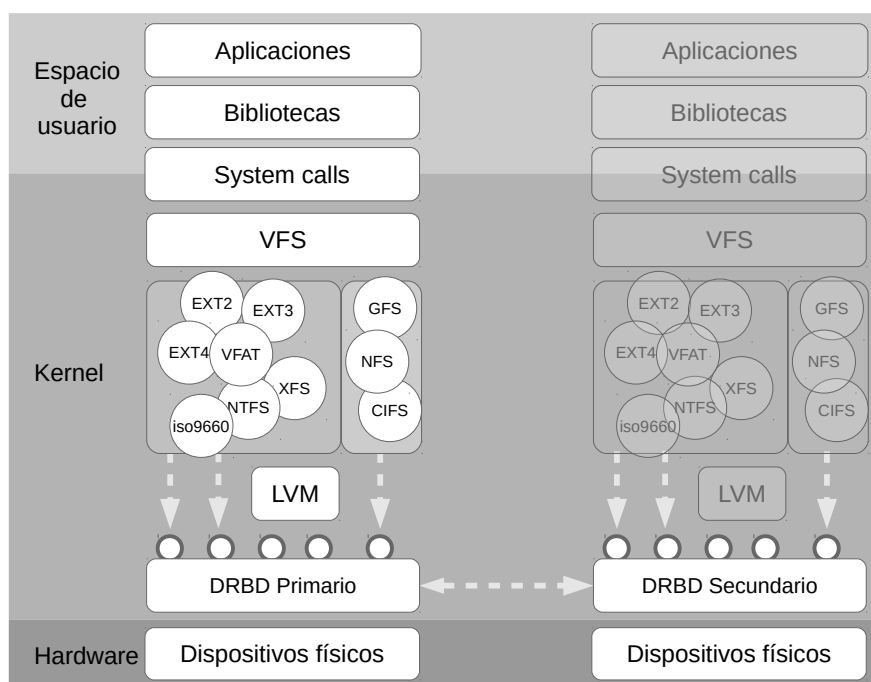 Espacio
de
usuario
Aplicaciones
Bibliotecas
System calls
Kernel
VFS
EXT2
EXT3
EXT4
VFAT
XFS
NTFS
iso9660
GFS
NFS
CIFS
LVM
DRBD Primario
Hardware
Dispositivos físicos
Aplicaciones
Bibliotecas
System calls
VFS
EXT2
EXT3
EXT4
VFAT
XFS
NTFS
iso9660
GFS
NFS
CIFS
LVM
DRBD Secundario
Dispositivos físicos